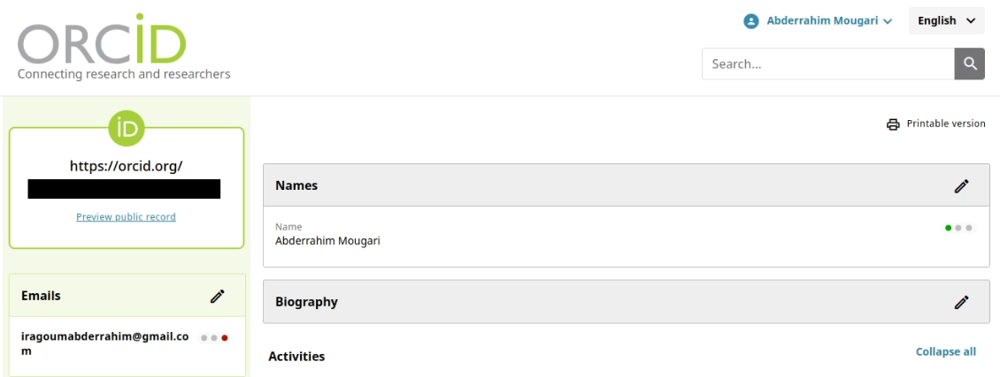 ORCID
Connecting research and researchers
Abderrahim Mougari
English
Search...
iD
https://orcid.org/
Preview public record
Emails
iragoumabderrahim@gmail.co
m
Printable version
Names
Name
Abderrahim Mougari
Biography
Activities
Collapse all